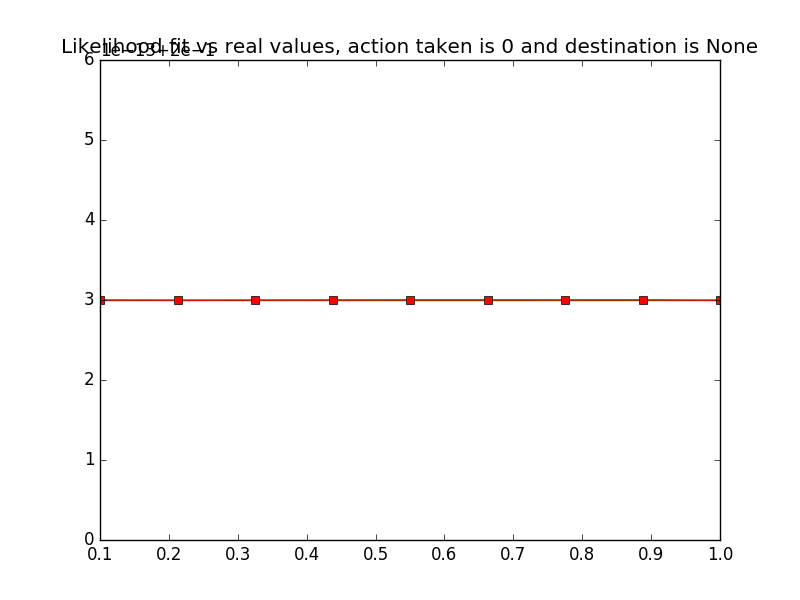 Likelihood fit vs real values, action taken is 0 and destination is None
1e−13+2e−1
6
5
4
3
2
1
0
0.1 0.2 0.3 0.4 0.5 0.6 0.7 0.8 0.9 1.0